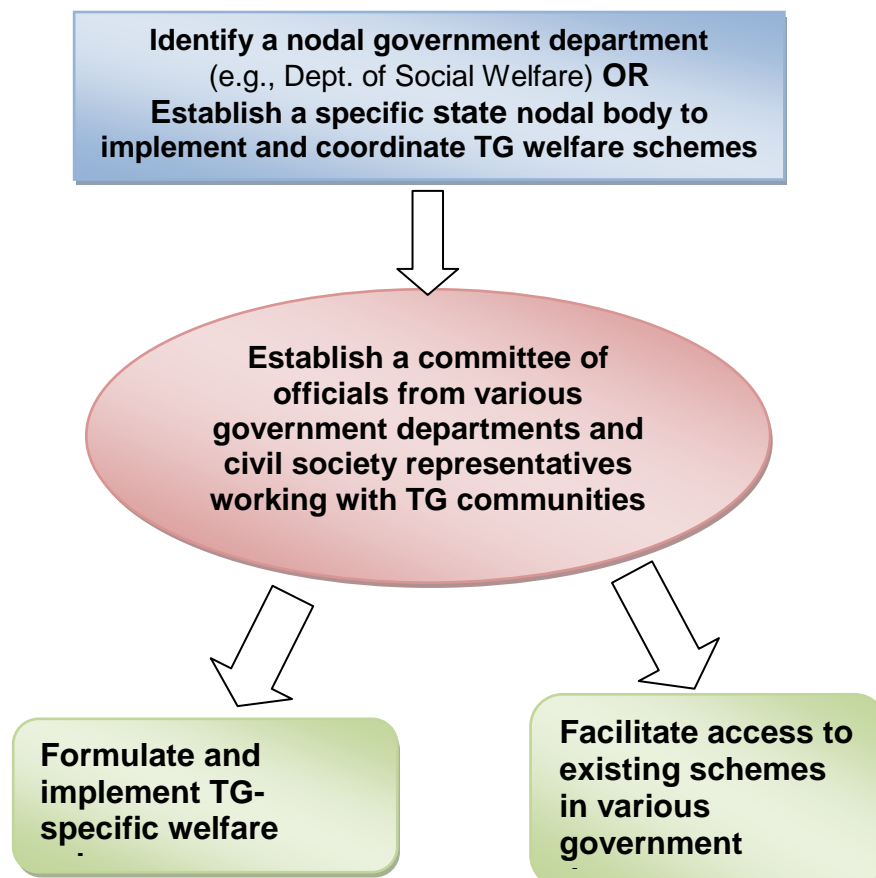 Identify a nodal government department
(e.g., Dept. of Social Welfare) OR
Establish a specific state nodal body to
implement and coordinate TG welfare schemes
Establish a committee of
officials from various
government departments and
civil society representatives
working with TG communities
Formulate and
implement TG-
specific welfare
Facilitate access to
existing schemes
in various
government